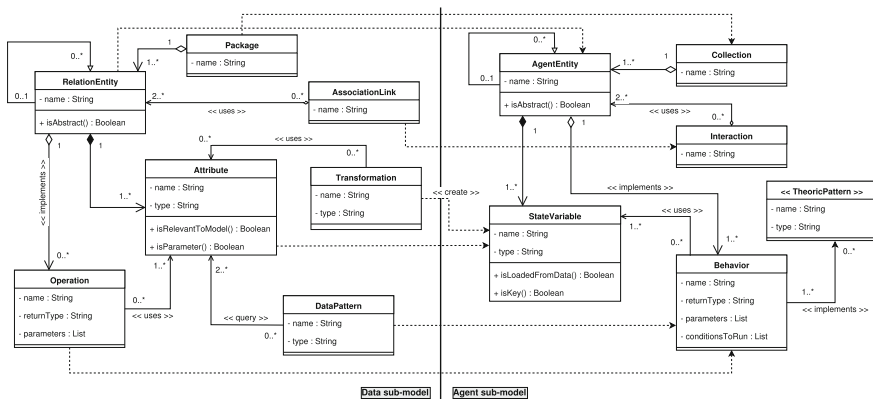 Package
- name : String
1
1..*
0..*
0..1
RelationEntity
- name : String
+ isAbstract() : Boolean
1
1
2..*
<< uses >>
0..*
AssociationLink
- name : String
<< implements >>
0..*
1..*
Attribute
- name : String
- type : String
+ isRelevantToModel() : Boolean
+ isParameter() : Boolean
0..*
<< uses >>
0..*
Transformation
- name : String
- type : String
<< create >>
Operation
- name : String
- returnType : String
- parameters : List
0..*
<< uses >>
1..*
2..*
<< query >>
0..*
DataPattern
- name : String
- type : String
Data sub-model
Agent sub-model
0..*
0..1
AgentEntity
- name : String
+ isAbstract() : Boolean
1
1
1..*
1
Collection
- name : String
2..*
<< uses >>
0..*
Interaction
- name : String
<< implements >>
1..*
1..*
StateVariable
- name : String
- type : String
+ isLoadedFromData() : Boolean
+ isKey() : Boolean
<< uses >>
1..*
0..*
Behavior
- name : String
- returnType : String
- parameters : List
- conditionsToRun : List
<< TheoricPattern >>
- name : String
- type : String
0..*
1..*
<< implements >>